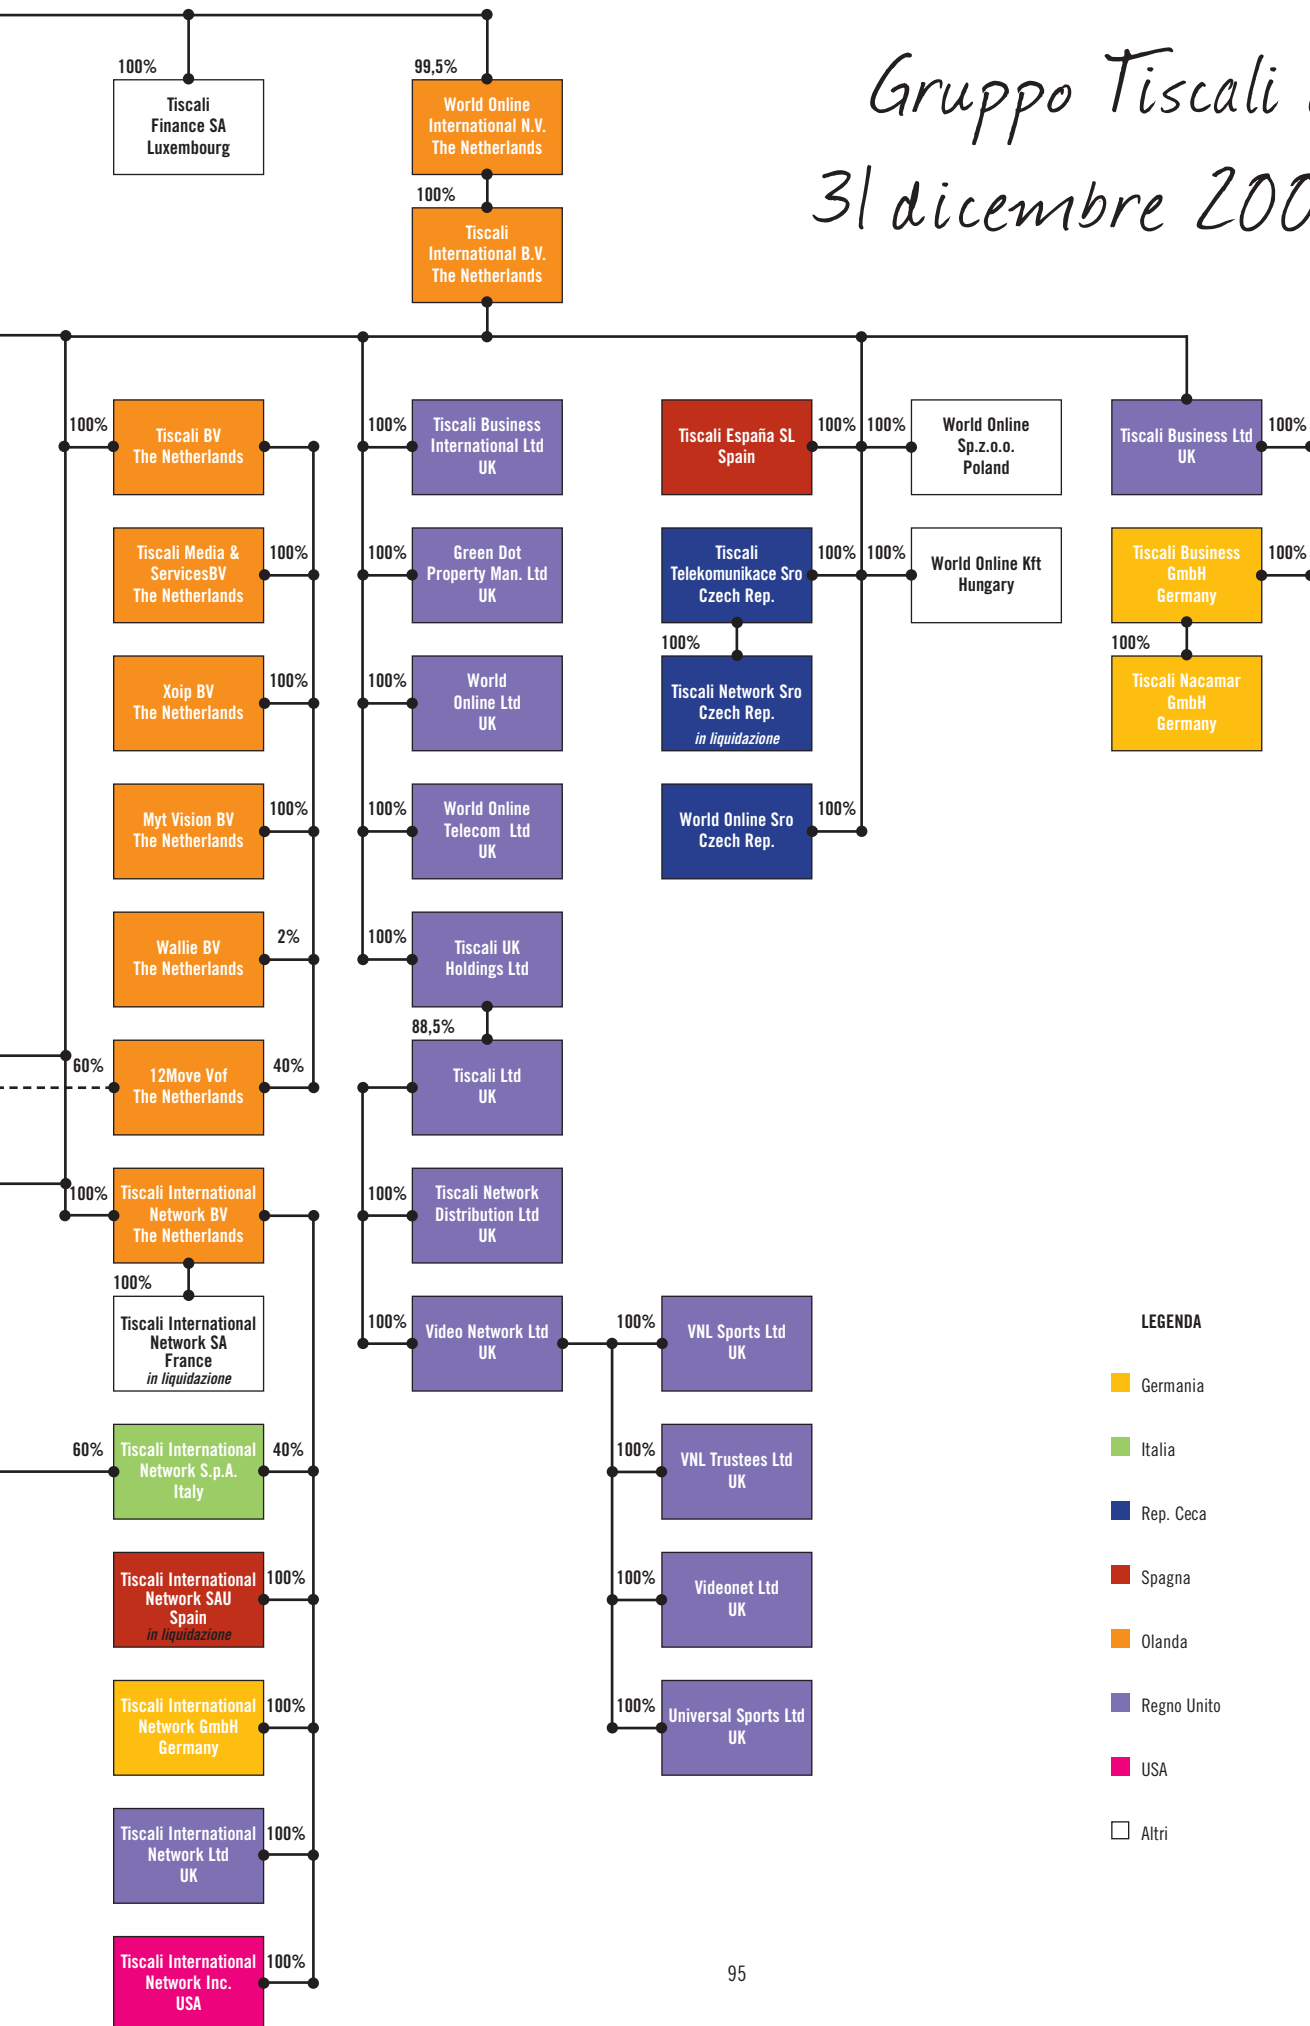 Gruppo Tiscali
31 dicembre 200
100%
Tiscali
Finance SA
Luxembourg
99,5%
World Online
International N.V.
The Netherlands
100%
Tiscali
International B.V.
The Netherlands
100%
Tiscali BV
The Netherlands
Tiscali Media &
ServicesBV
The Netherlands
100%
Xoip BV
The Netherlands
100%
Myt Vision BV
The Netherlands
100%
Wallie BV
The Netherlands
2%
60%
12Move Vof
The Netherlands
40%
100%
Tiscali International
Network BV
The Netherlands
100%
Tiscali International
Network SA
France
in liquidazione
60%
Tiscali International
Network S.p.A.
Italy
40%
Tiscali International
Network SAU
Spain
in liquidazione
100%
Tiscali International
Network GmbH
Germany
100%
Tiscali International
Network Ltd
UK
100%
Tiscali International
Network Inc.
USA
100%
100%
Tiscali Business
International Ltd
UK
100%
Green Dot
Property Man. Ltd
UK
100%
World
Online Ltd
UK
100%
World Online
Telecom Ltd
UK
100%
Tiscali UK
Holdings Ltd
88,5%
Tiscali Ltd
UK
100%
Tiscali Network
Distribution Ltd
UK
100%
Video Network Ltd
UK
100%
VNL Sports Ltd
UK
100%
VNL Trustees Ltd
UK
100%
Videonet Ltd
UK
100%
Universal Sports Ltd
UK
Tiscali España SL
Spain
100%
100%
World Online
Sp.z.o.o.
Poland
Tiscali
Telekomunikace Sro
Czech Rep.
100%
100%
World Online Kft
Hungary
100%
Tiscali Network Sro
Czech Rep.
in liquidazione
World Online Sro
Czech Rep.
100%
Tiscali Business Ltd
UK
100%
Tiscali Business
GmbH
Germany
100%
100%
Tiscali Nacamar
GmbH
Germany
LEGENDA
Germania
Italia
Rep. Ceca
Spagna
Olanda
Regno Unito
USA
Altri
95